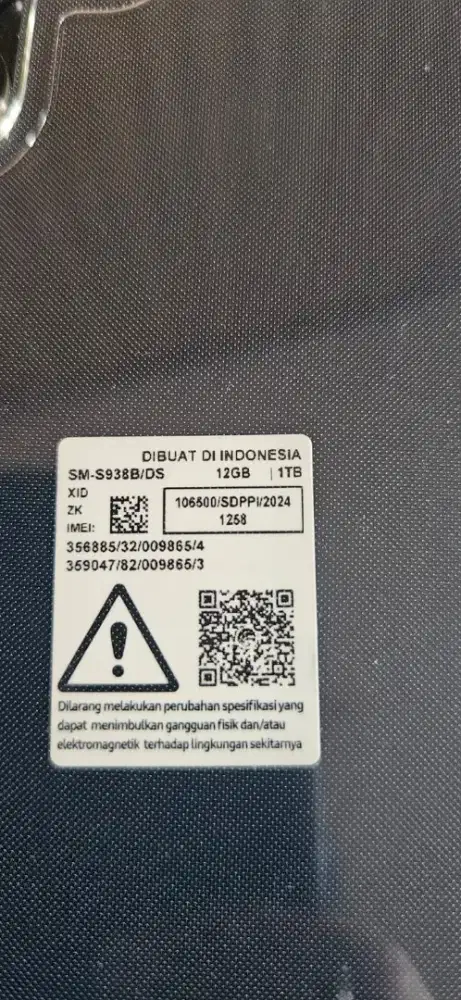 DIBUAT DI INDONESIA
SM-S938B/DS 12GB | 1TB
XID
ZK
IMEI:
106500/SDPPI/2024
1258
356885/32/009865/4
359047/82/009865/3
Dilarang melakukan perubahan spesifikasi yang
dapat menimbulkan gangguan fisik dan/atau
elektromagnetik terhadap lingkungan sekitarnya